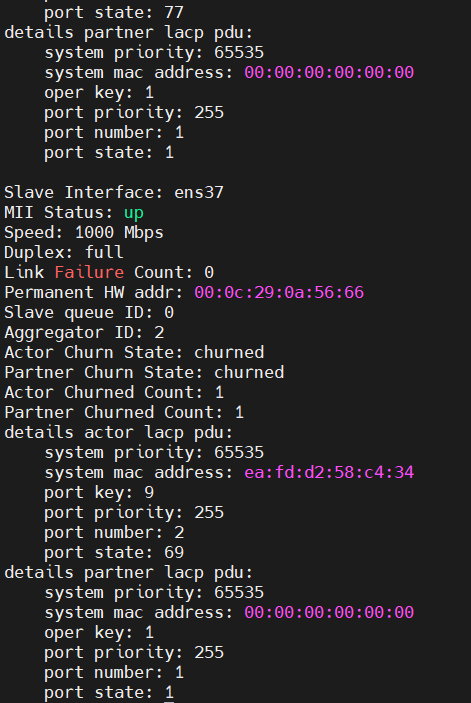 port state: 77
details partner lacp pdu:
system priority: 65535
system mac address: 00:00:00:00:00:00
oper key: 1
port priority: 255
port number: 1
port state: 1
Slave Interface: ens37
MII Status: up
Speed: 1000 Mbps
Duplex: full
Link Failure Count: 0
Permanent HW addr: 00:0c:29:0a:56:66
Slave queue ID: 0
Aggregator ID: 2
Actor Churn State: churned
Partner Churn State: churned
Actor Churned Count: 1
Partner Churned Count: 1
details actor lacp pdu:
system priority: 65535
system mac address: ea:fd:d2:58:c4:34
port key: 9
port priority: 255
port number: 2
port state: 69
details partner lacp pdu:
system priority: 65535
system mac address: 00:00:00:00:00:00
oper key: 1
port priority: 255
port number: 1
port state: 1